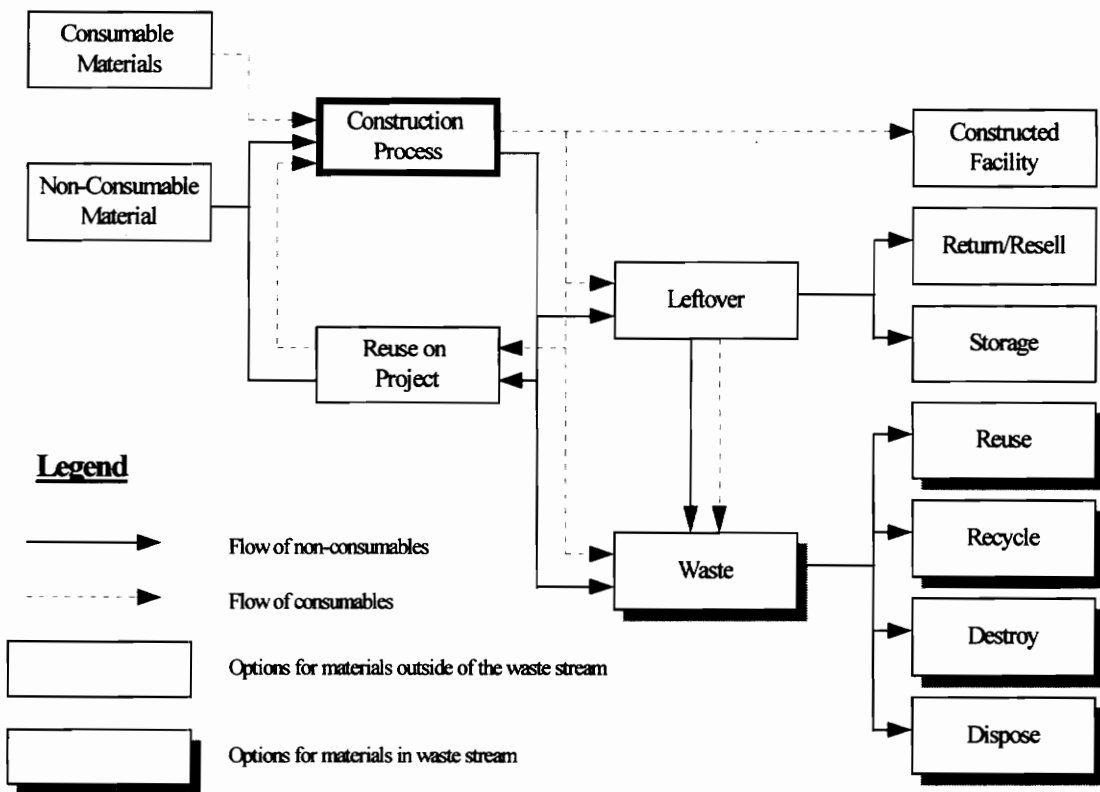 Consumable
Materials
Construction
Process
Constructed
Facility
Non-Consumable
Material
Return/Resell
Leftover
Storage
Reuse on
Project
Reuse
Legend
Recycle
Flow of non-consumables
Waste
Flow of consumables
Destroy
Options for materials outside of the waste stream
Dispose
Options for materials in waste stream